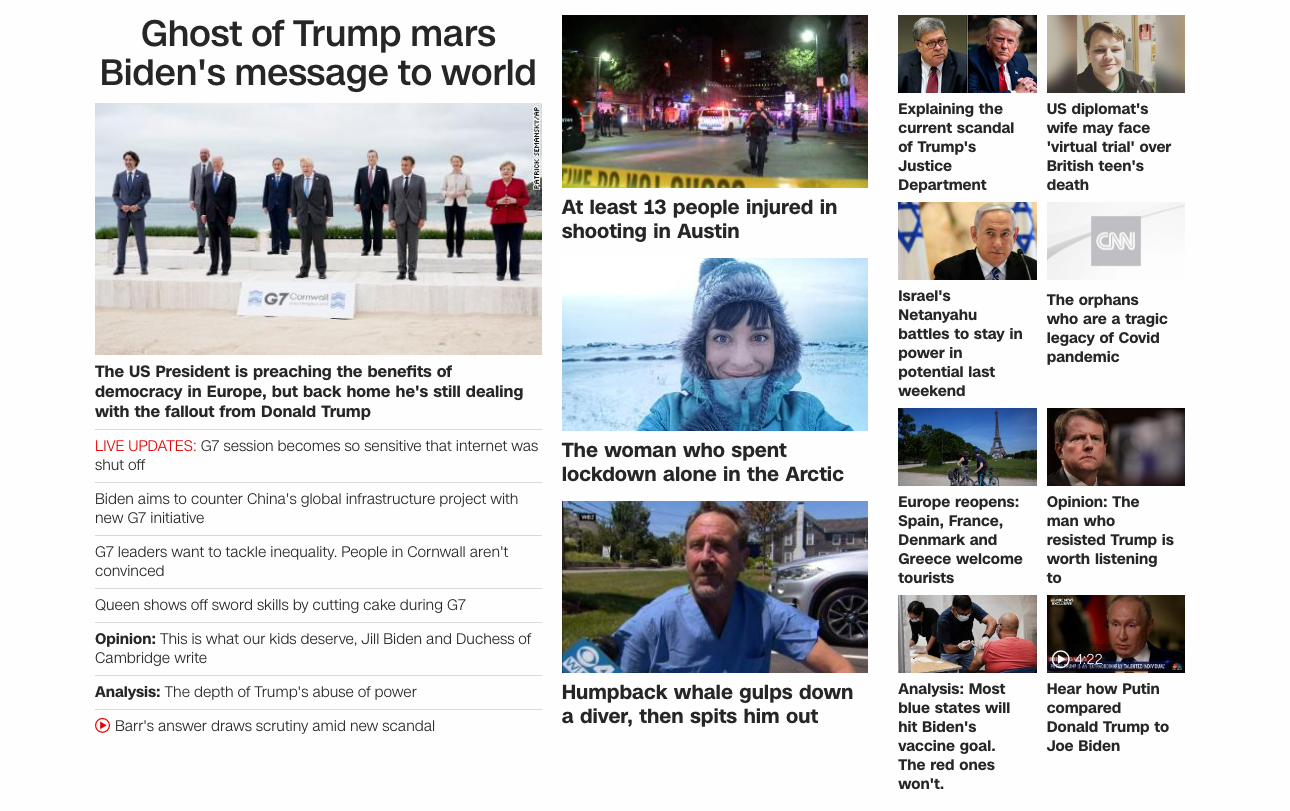 Ghost of Trump mars
Biden's message to world
PATRICK SEMANSKY/AP
G7 Cornwall
The US President is preaching the benefits of
democracy in Europe, but back home he's still dealing
with the fallout from Donald Trump
LIVE UPDATES: G7 session becomes so sensitive that internet was
shut off
Biden aims to counter China's global infrastructure project with
new G7 initiative
G7 leaders want to tackle inequality. People in Cornwall aren't
convinced
Queen shows off sword skills by cutting cake during G7
Opinion: This is what our kids deserve, Jill Biden and Duchess of
Cambridge write
Analysis: The depth of Trump's abuse of power
Barr's answer draws scrutiny amid new scandal
At least 13 people injured in
shooting in Austin
The woman who spent
lockdown alone in the Arctic
WBZ
4
Humpback whale gulps down
a diver, then spits him out
Explaining the
current scandal
of Trump's
Justice
Department
US diplomat's
wife may face
'virtual trial' over
British teen's
death
Israel's
Netanyahu
battles to stay in
power in
potential last
weekend
CNN
The orphans
who are a tragic
legacy of Covid
pandemic
Europe reopens:
Spain, France,
Denmark and
Greece welcome
tourists
Opinion: The
man who
resisted Trump is
worth listening
to
Analysis: Most
blue states will
hit Biden's
vaccine goal.
The red ones
won't.
4:22
Hear how Putin
compared
Donald Trump to
Joe Biden